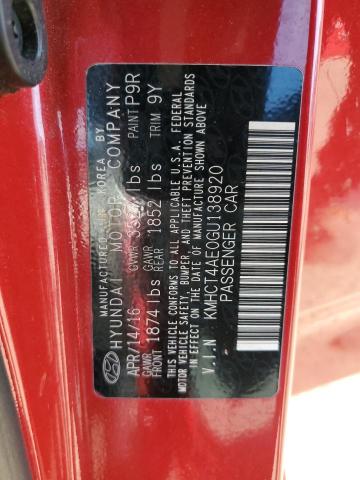 MANUFACTURED IN KOREA BY
HYUNDAI MOTOR COMPANY
APR/14/16 GVWR lbs PAINT P9R
GAWR FRONT 1874 lbs GAWR REAR 1852 lbs TRIM 9Y
THIS VEHICLE CONFORMS TO ALL APPLICABLE U.S.A. FEDERAL
MOTOR VEHICLE SAFETY, BUMPER, AND THEFT PREVENTION STANDARDS
IN EFFECT ON THE DATE OF MANUFACTURE SHOWN ABOVE
V.I.N KMHCT4AE0GU138920
PASSENGER CAR